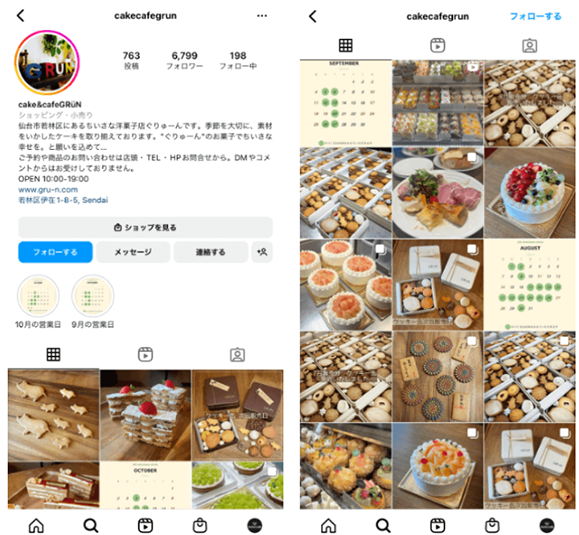 cakecafegrun
763
6,799
198
投稿
フォロワー
フォロー中
GRÜN
cake&cafeGRüN
ショッピング・小売り
仙台市若林区にあるちいさな洋菓子店ぐりゅーんです。季節を大切に、素材
をいかしたケーキを取り揃えております。"ぐりゅーん"のお菓子でちいさな
幸せを。と願いを込めて...
ご予約や商品のお問い合わせは店頭・TEL・HPお問合せから。DMやコメ
ントからはお受けしておりません。
OPEN 10:00-19:00
www.gru-n.com
若林区伊在1-8-5, Sendai
ショップを見る
フォローする
メッセージ
連絡する
10月の営業日
9月の営業日
OCTOBER
cakecafegrun
フォローする
SEPTEMBER
AUGUST